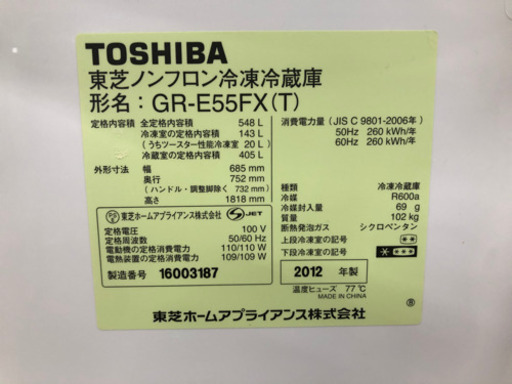 TOSHIBA
東芝ノンフロン冷凍冷蔵庫
形名：GR-E55FX(T)
定格内容積 全定格内容積 548 L
冷凍室の定格内容積 143 L
(うちツースター性能冷凍室 20 L)
冷蔵室の定格内容積 405 L
外形寸法 幅 685 mm
奥行 752 mm
(ハンドル・調整脚除く 732 mm)
高さ 1818 mm
消費電力量 (JIS C 9801-2006年)
50Hz 260 kWh/年
60Hz 260 kWh/年
種類 冷凍冷蔵庫
冷媒 R600a
冷媒封入量 69 g
質量 102 kg
断熱発泡ガス シクロペンタン
上段冷凍室の記号
下段冷凍室の記号
PSE 東芝ホームアプライアンス株式会社 JET
定格電圧 100 V
定格周波数 50/60 Hz
電動機の定格消費電力 110/110 W
電熱装置の定格消費電力 109/109 W
製造番号 16003187
2012 年製
温度ヒューズ 77℃
MADE IN CHINA
東芝ホームアプライアンス株式会社